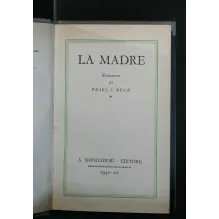 LA MADRE
Romanzo
di
PEARL S. BUCK
A. MONDADORI - EDITORE